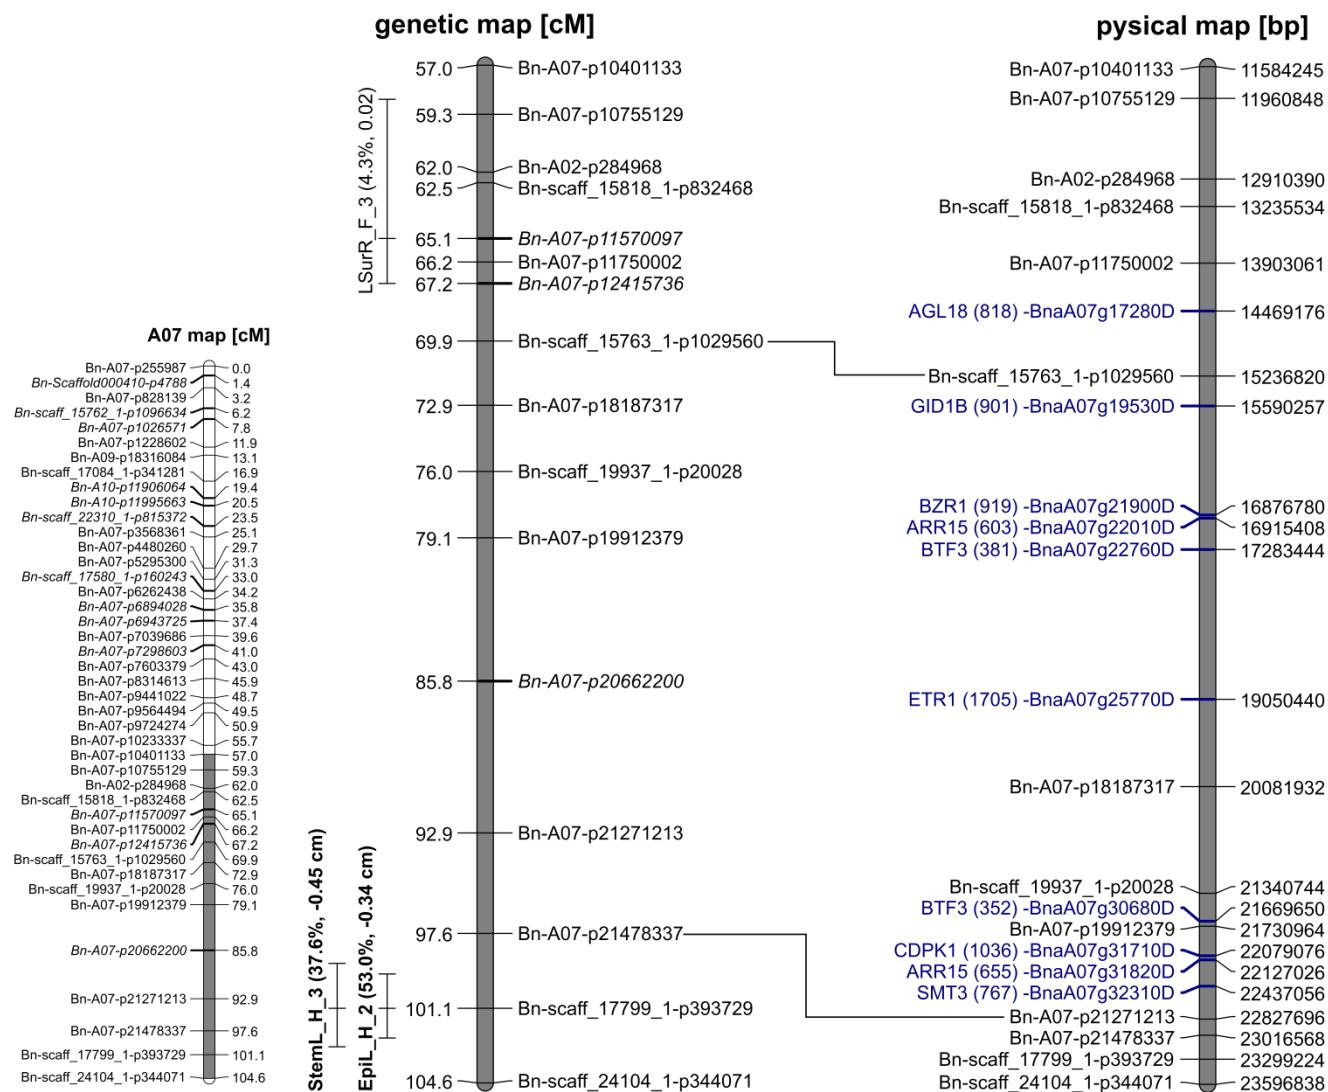 genetic map [cM]
57.0 Bn-A07-p10401133
59.3 Bn-A07-p10755129
62.0 Bn-A02-p284968
62.5 Bn-scaff_15818_1-p832468
65.1 Bn-A07-p11570097
66.2 Bn-A07-p11750002
67.2 Bn-A07-p12415736
69.9 Bn-scaff_15763_1-p1029560
72.9 Bn-A07-p18187317
76.0 Bn-scaff_19937_1-p20028
79.1 Bn-A07-p19912379
85.8 Bn-A07-p20662200
92.9 Bn-A07-p21271213
97.6 Bn-A07-p21478337
101.1 Bn-scaff_17799_1-p393729
104.6 Bn-scaff_24104_1-p344071
LSurR_F_3 (4.3%, 0.02)
StemL_H_3 (37.6%, -0.45 cm)
EpiL_H_2 (53.0%, -0.34 cm)
pysical map [bp]
Bn-A07-p10401133 11584245
Bn-A07-p10755129 11960848
Bn-A02-p284968 12910390
Bn-scaff_15818_1-p832468 13235534
Bn-A07-p11750002 13903061
AGL18 (818) -BnaA07g17280D 14469176
Bn-scaff_15763_1-p1029560 15236820
GID1B (901) -BnaA07g19530D 15590257
BZR1 (919) -BnaA07g21900D 16876780
ARR15 (603) -BnaA07g22010D 16915408
BTF3 (381) -BnaA07g22760D 17283444
ETR1 (1705) -BnaA07g25770D 19050440
Bn-A07-p18187317 20081932
Bn-scaff_19937_1-p20028 21340744
BTF3 (352) -BnaA07g30680D 21669650
Bn-A07-p19912379 21730964
CDPK1 (1036) -BnaA07g31710D 22079076
ARR15 (655) -BnaA07g31820D 22127026
SMT3 (767) -BnaA07g32310D 22437056
Bn-A07-p21271213 22827696
Bn-A07-p21478337 23016568
Bn-scaff_17799_1-p393729 23299224
Bn-scaff_24104_1-p344071 23596838
A07 map [cM]
Bn-A07-p255987 0.0
Bn-Scaffold000410-p4788 1.4
Bn-A07-p828139 3.2
Bn-scaff_15762_1-p1096634 6.2
Bn-A07-p1026571 7.8
Bn-A07-p1228602 11.9
Bn-A09-p18316084 13.1
Bn-scaff_17084_1-p341281 16.9
Bn-A10-p11906064 19.4
Bn-A10-p11995663 20.5
Bn-scaff_22310_1-p815372 23.5
Bn-A07-p3568361 25.1
Bn-A07-p4480260 29.7
Bn-A07-p5295300 31.3
Bn-scaff_17580_1-p160243 33.0
Bn-A07-p6262438 34.2
Bn-A07-p6894028 35.8
Bn-A07-p6943725 37.4
Bn-A07-p7039686 39.6
Bn-A07-p7298603 41.0
Bn-A07-p7603379 43.0
Bn-A07-p8314613 45.9
Bn-A07-p9441022 48.7
Bn-A07-p9564494 49.5
Bn-A07-p9724274 50.9
Bn-A07-p10233337 55.7
Bn-A07-p10401133 57.0
Bn-A07-p10755129 59.3
Bn-A02-p284968 62.0
Bn-scaff_15818_1-p832468 62.5
Bn-A07-p11570097 65.1
Bn-A07-p11750002 66.2
Bn-A07-p12415736 67.2
Bn-scaff_15763_1-p1029560 69.9
Bn-A07-p18187317 72.9
Bn-scaff_19937_1-p20028 76.0
Bn-A07-p19912379 79.1
Bn-A07-p20662200 85.8
Bn-A07-p21271213 92.9
Bn-A07-p21478337 97.6
Bn-scaff_17799_1-p393729 101.1
Bn-scaff_24104_1-p344071 104.6